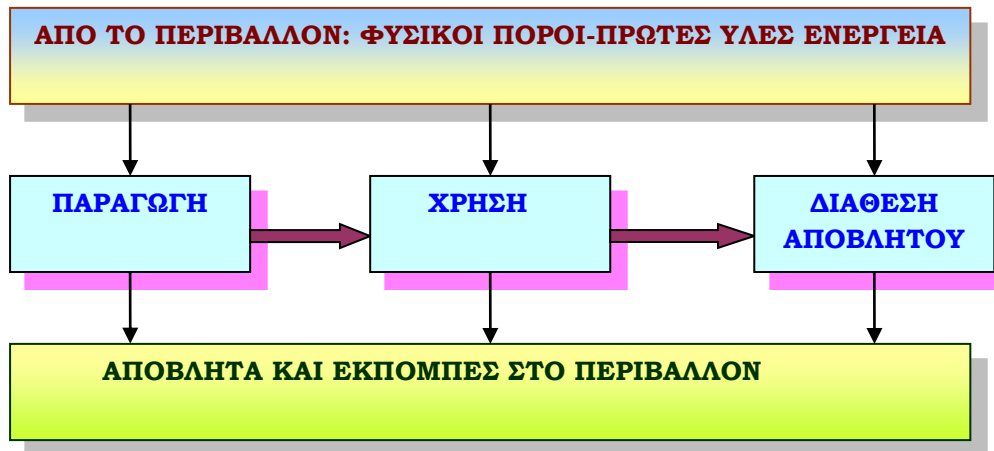 ΑΠΟ ΤΟ ΠΕΡΙΒΑΛΛΟΝ: ΦΥΣΙΚΟΙ ΠΟΡΟΙ-ΠΡΩΤΕΣ ΥΛΕΣ ΕΝΕΡΓΕΙΑ
ΠΑΡΑΓΩΓΗ
ΧΡΗΣΗ
ΔΙΑΘΕΣΗ
ΑΠΟΒΛΗΤΟΥ
ΑΠΟΒΛΗΤΑ ΚΑΙ ΕΚΠΟΜΠΕΣ ΣΤΟ ΠΕΡΙΒΑΛΛΟΝ